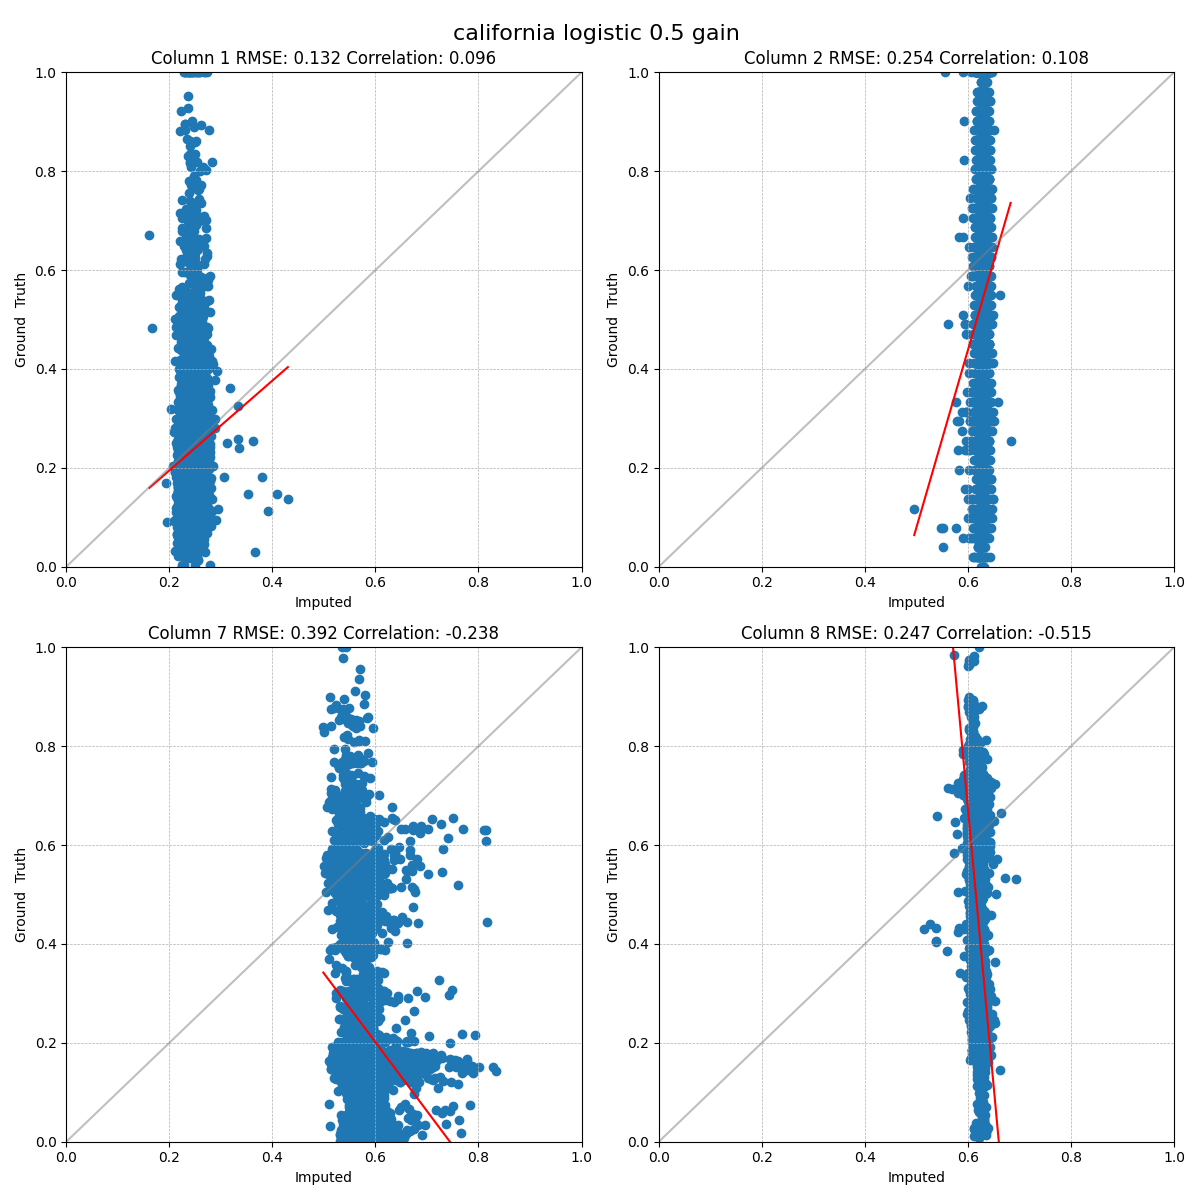 california logistic 0.5 gain
Column 1 RMSE: 0.132 Correlation: 0.096
Column 2 RMSE: 0.254 Correlation: 0.108
1.0
0.8
0.6
0.4
0.2
0.0
Ground Truth
0.0 0.2 0.4 0.6 0.8 1.0
Imputed
1.0
0.8
0.6
0.4
0.2
0.0
Ground Truth
0.0 0.2 0.4 0.6 0.8 1.0
Imputed
Column 7 RMSE: 0.392 Correlation: -0.238
Column 8 RMSE: 0.247 Correlation: -0.515
1.0
0.8
0.6
0.4
0.2
0.0
Ground Truth
0.0 0.2 0.4 0.6 0.8 1.0
Imputed
1.0
0.8
0.6
0.4
0.2
0.0
Ground Truth
0.0 0.2 0.4 0.6 0.8 1.0
Imputed